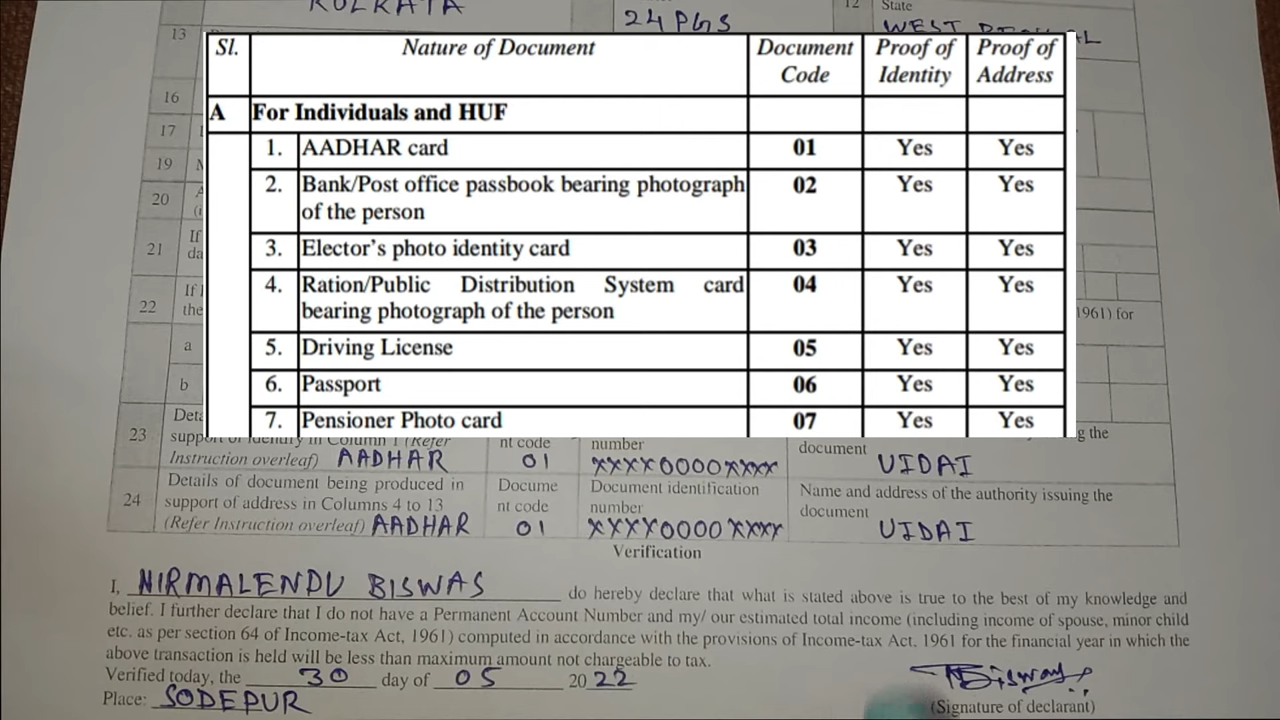 KOLKATA
24 PGS
12
State
13
Sl.
Nature of Document
Document Code
Proof of Identity
Proof of Address
16
A
For Individuals and HUF
17
1.
AADHAR card
01
Yes
Yes
19
2.
Bank/Post office passbook bearing photograph of the person
02
Yes
Yes
20
3.
Elector's photo identity card
03
Yes
Yes
21
If
da
4.
Ration/Public Distribution System card bearing photograph of the person
04
Yes
Yes
22
If
the
1961) for
a
5.
Driving License
05
Yes
Yes
b
6.
Passport
06
Yes
Yes
7.
Pensioner Photo card
07
Yes
Yes
23
support of identity in Column 1 (Refer
Instruction overleaf) AADHAR
nt code
01
number
XXXX0000XXXX
g the
document
UIDAI
24
Details of document being produced in
support of address in Columns 4 to 13
(Refer Instruction overleaf) AADHAR
Docume
nt code
01
Document identification
number
XXXX0000XXXX
Name and address of the authority issuing the
document
UIDAI
Verification
I, NIRMALENDU BISWAS do hereby declare that what is stated above is true to the best of my knowledge and
belief. I further declare that I do not have a Permanent Account Number and my/ our estimated total income (including income of spouse, minor child
etc. as per section 64 of Income-tax Act, 1961) computed in accordance with the provisions of Income-tax Act, 1961 for the financial year in which the
above transaction is held will be less than maximum amount not chargeable to tax.
Verified today, the 30 day of 05 2022
Place: SODEPUR
(Signature of declarant)